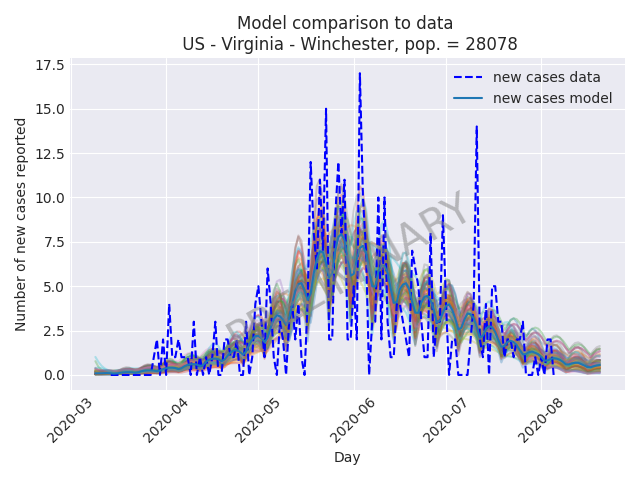 Model comparison to data
US - Virginia - Winchester, pop. = 28078
17.5
15.0
12.5
10.0
7.5
5.0
2.5
0.0
Number of new cases reported
new cases data
new cases model
PRELIMINARY
2020-03
2020-04
2020-05
2020-06
2020-07
2020-08
Day